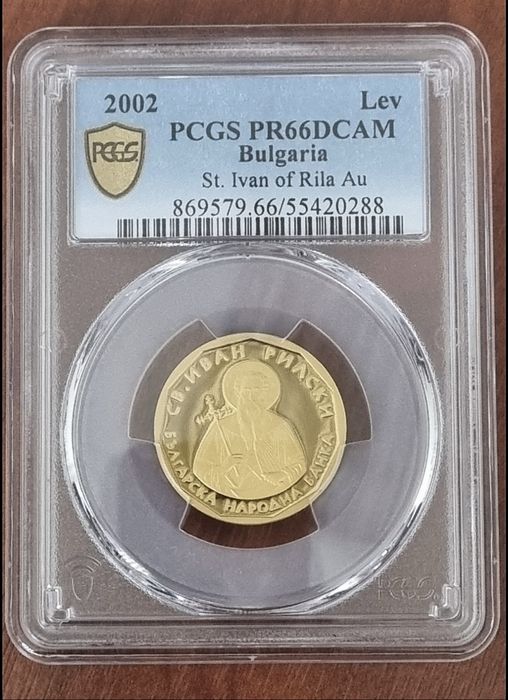 2002
Lev
PCGS
PCGS PR66DCAM
Bulgaria
St. Ivan of Rila Au
869579.66/55420288
СВ. ИВАН РИЛСКИ
БЪЛГАРСКА НАРОДНА БАНКА
PCGS